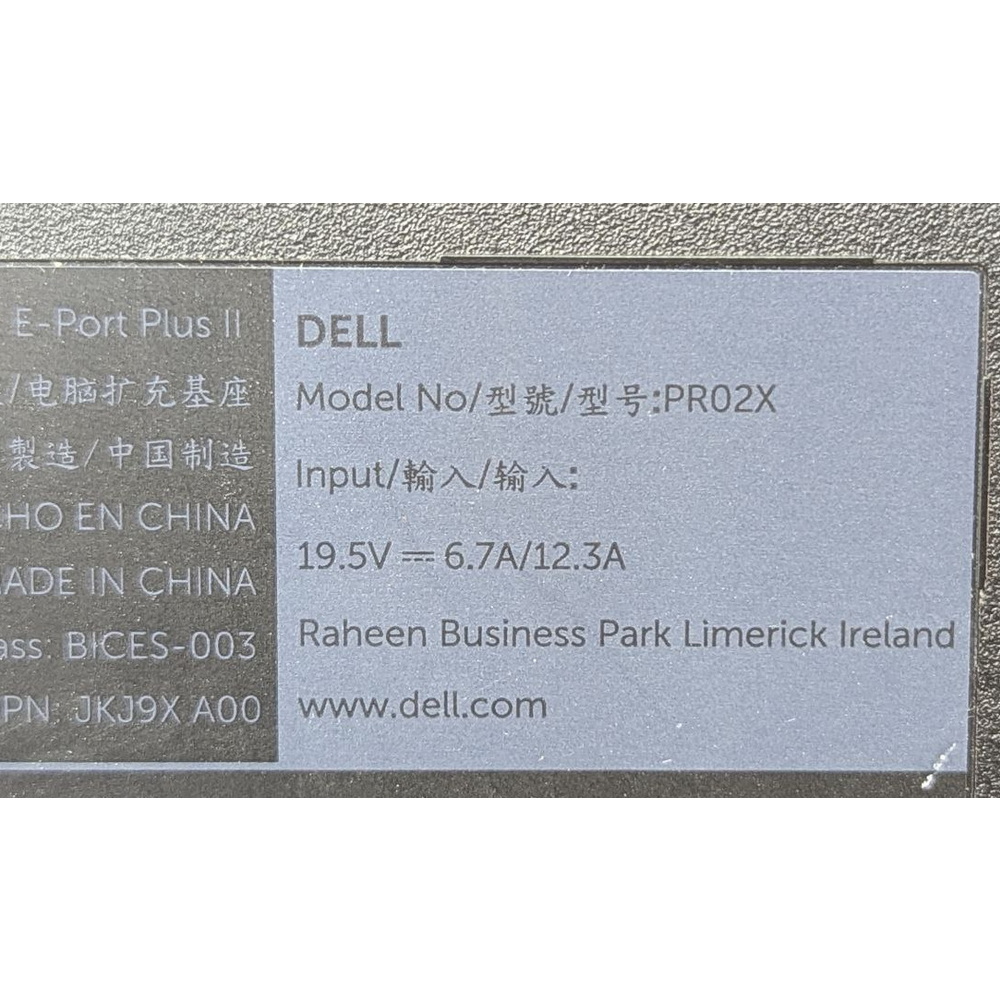 E-Port Plus II
/电脑扩充基座
製造/中国制造
HO EN CHINA
ADE IN CHINA
ass: BICES-003
PN: JKJ9X A00
DELL
Model No/型號/型号:PR02X
Input/輸入/输入:
19.5V ⎓ 6.7A/12.3A
Raheen Business Park Limerick Ireland
www.dell.com